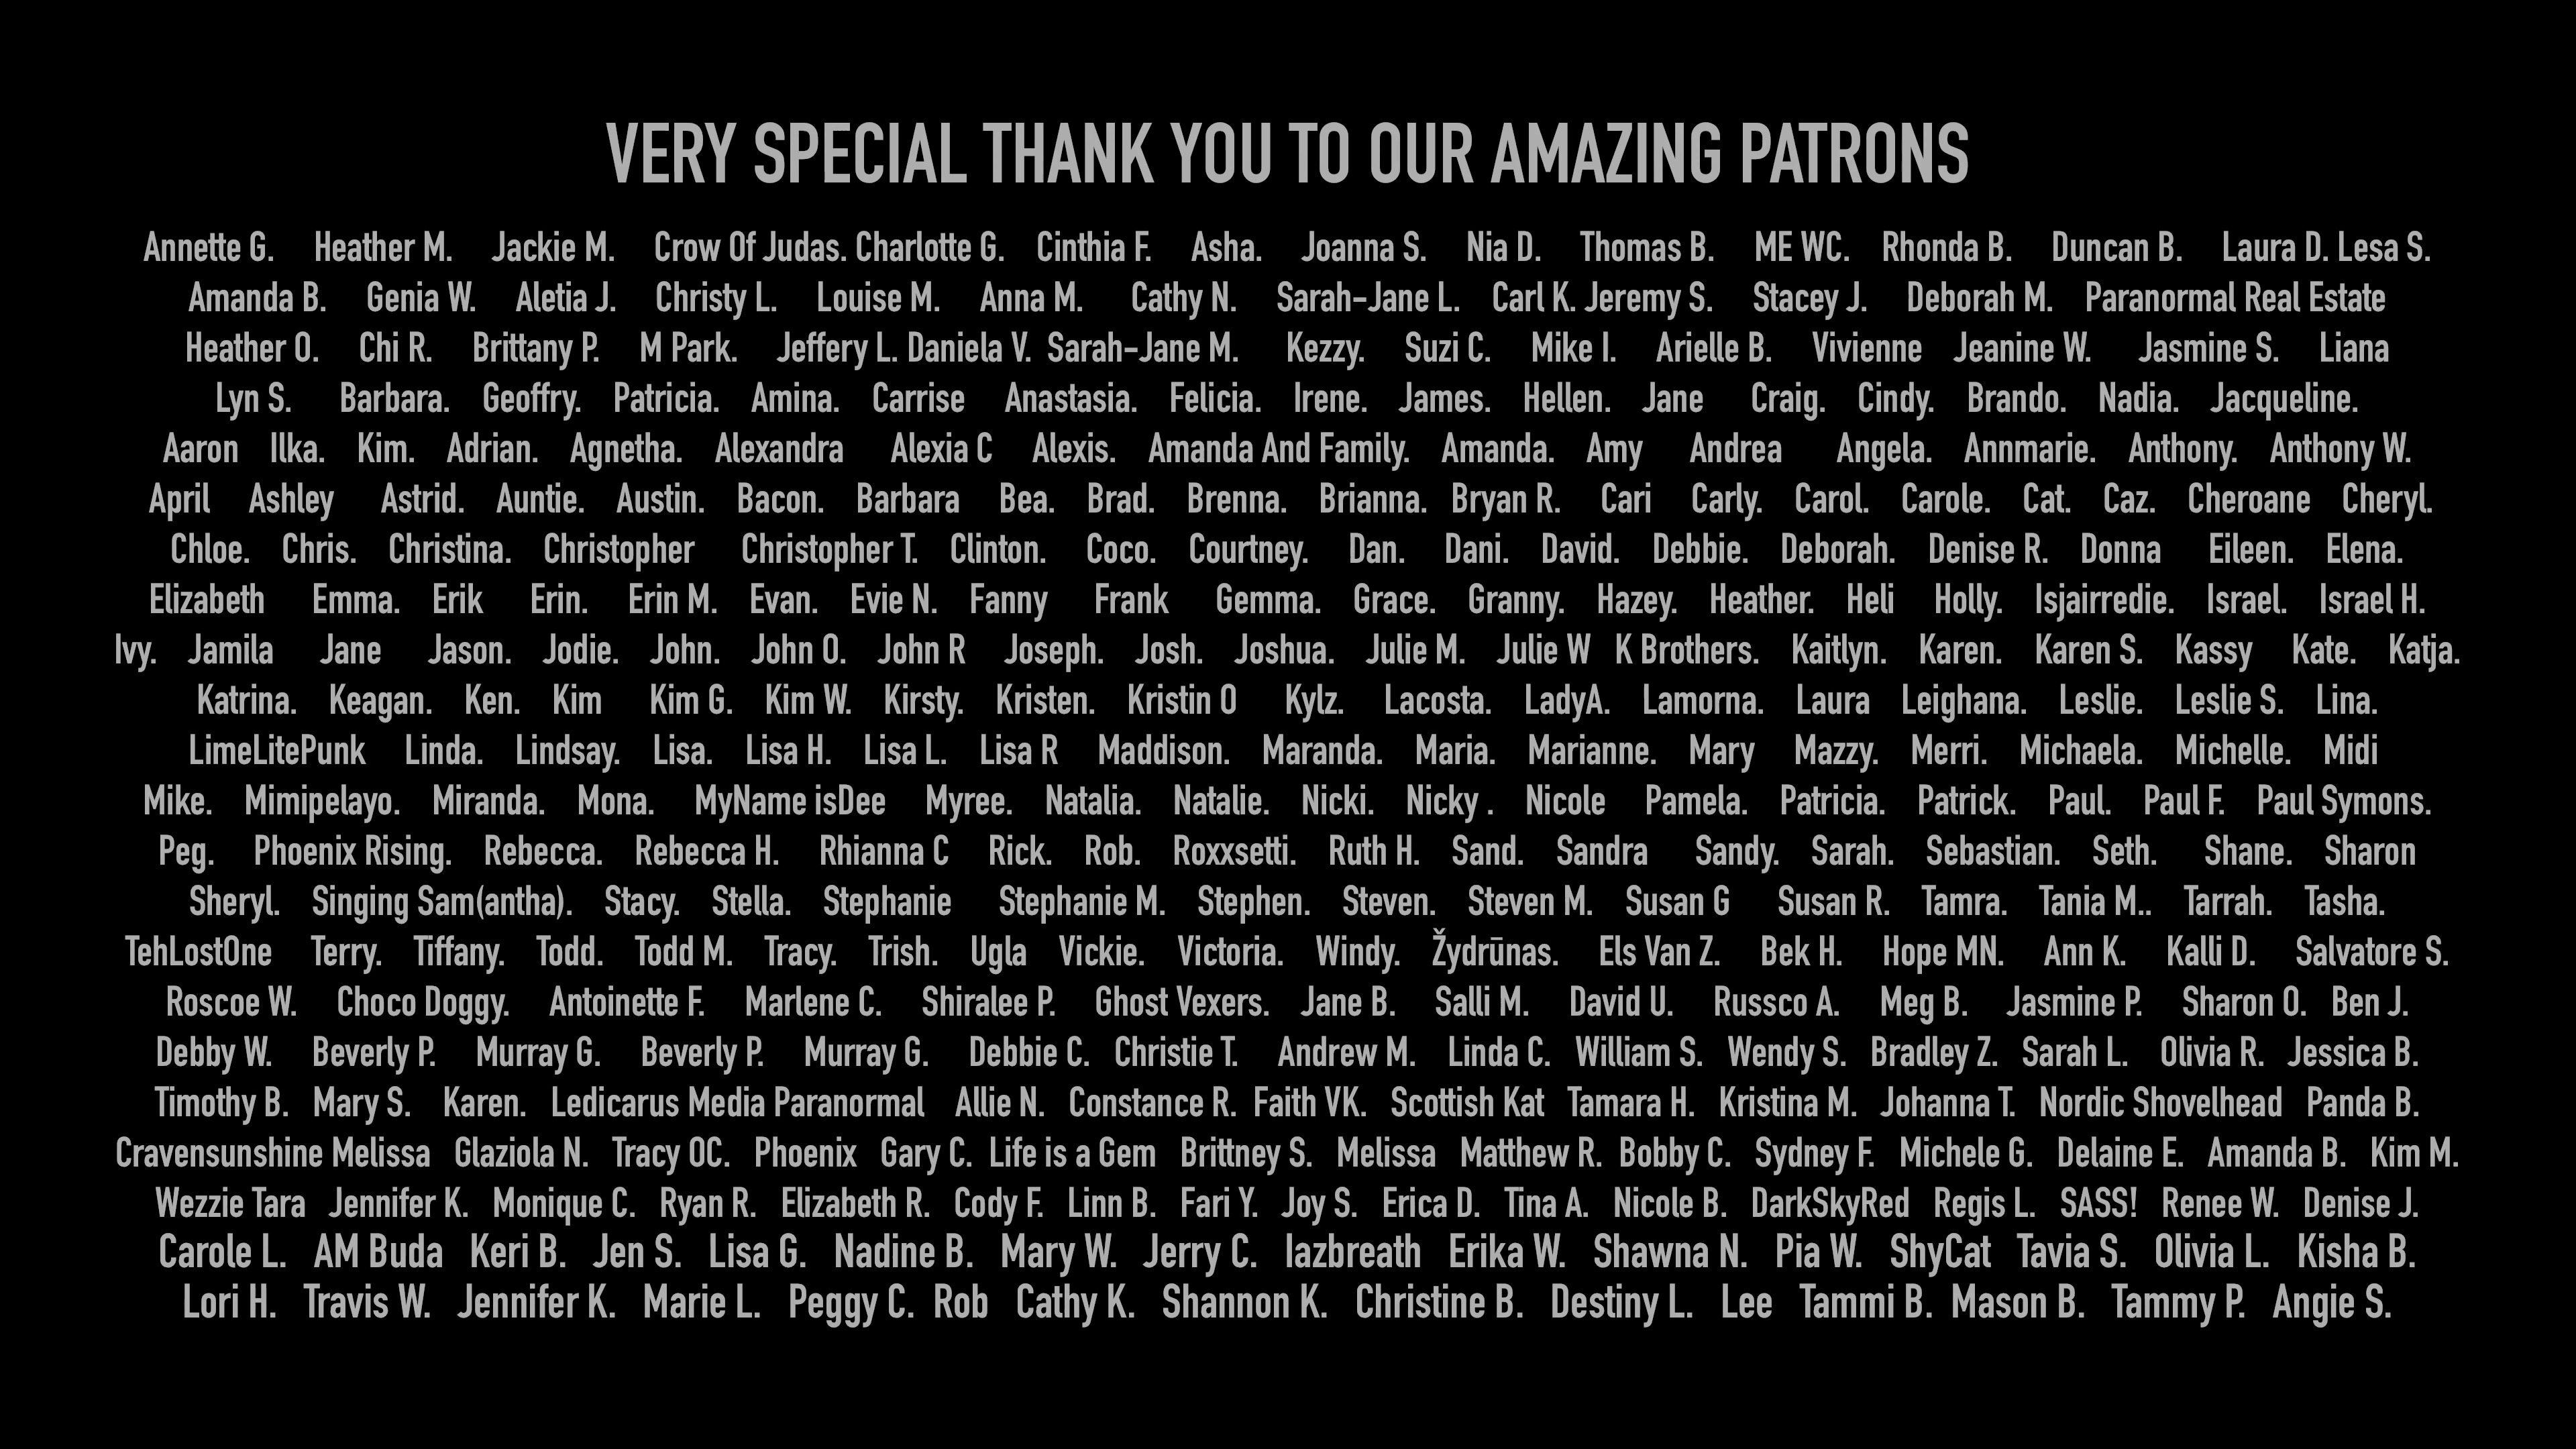 VERY SPECIAL THANK YOU TO OUR AMAZING PATRONS
Annette G. Heather M. Jackie M. Crow Of Judas. Charlotte G. Cinthia F. Asha. Joanna S. Nia D. Thomas B. ME WC. Rhonda B. Duncan B. Laura D. Lesa S.
Amanda B. Genia W. Aletia J. Christy L. Louise M. Anna M. Cathy N. Sarah-Jane L. Carl K. Jeremy S. Stacey J. Deborah M. Paranormal Real Estate
Heather O. Chi R. Brittany P. M Park. Jeffery L. Daniela V. Sarah-Jane M. Kezzy. Suzi C. Mike I. Arielle B. Vivienne Jeanine W. Jasmine S. Liana
Lyn S. Barbara. Geoffry. Patricia. Amina. Carrise Anastasia. Felicia. Irene. James. Hellen. Jane Craig. Cindy. Brando. Nadia. Jacqueline.
Aaron Ilka. Kim. Adrian. Agnetha. Alexandra Alexia C Alexis. Amanda And Family. Amanda. Amy Andrea Angela. Annmarie. Anthony. Anthony W.
April Ashley Astrid. Auntie. Austin. Bacon. Barbara Bea. Brad. Brenna. Brianna. Bryan R. Cari Carly. Carol. Carole. Cat. Caz. Cheroane Cheryl.
Chloe. Chris. Christina. Christopher Christopher T. Clinton. Coco. Courtney. Dan. Dani. David. Debbie. Deborah. Denise R. Donna Eileen. Elena.
Elizabeth Emma. Erik Erin. Erin M. Evan. Evie N. Fanny Frank Gemma. Grace. Granny. Hazey. Heather. Heli Holly. Isjairredie. Israel. Israel H.
Ivy. Jamila Jane Jason. Jodie. John. John O. John R Joseph. Josh. Joshua. Julie M. Julie W K Brothers. Kaitlyn. Karen. Karen S. Kassy Kate. Katja.
Katrina. Keagan. Ken. Kim Kim G. Kim W. Kirsty. Kristen. Kristin O Kylz. Lacosta. LadyA. Lamorna. Laura Leighana. Leslie. Leslie S. Lina.
LimeLitePunk Linda. Lindsay. Lisa. Lisa H. Lisa L. Lisa R Maddison. Maranda. Maria. Marianne. Mary Mazzy. Merri. Michaela. Michelle. Midi
Mike. Mimipelayo. Miranda. Mona. MyName isDee Myree. Natalia. Natalie. Nicki. Nicky . Nicole Pamela. Patricia. Patrick. Paul. Paul F. Paul Symons.
Peg. Phoenix Rising. Rebecca. Rebecca H. Rhianna C Rick. Rob. Roxxsetti. Ruth H. Sand. Sandra Sandy. Sarah. Sebastian. Seth. Shane. Sharon
Sheryl. Singing Sam(antha). Stacy. Stella. Stephanie Stephanie M. Stephen. Steven. Steven M. Susan G Susan R. Tamra. Tania M.. Tarrah. Tasha.
TehLostOne Terry. Tiffany. Todd. Todd M. Tracy. Trish. Ugla Vickie. Victoria. Windy. Žydrūnas. Els Van Z. Bek H. Hope MN. Ann K. Kalli D. Salvatore S.
Roscoe W. Choco Doggy. Antoinette F. Marlene C. Shiralee P. Ghost Vexers. Jane B. Salli M. David U. Russco A. Meg B. Jasmine P. Sharon O. Ben J.
Debby W. Beverly P. Murray G. Beverly P. Murray G. Debbie C. Christie T. Andrew M. Linda C. William S. Wendy S. Bradley Z. Sarah L. Olivia R. Jessica B.
Timothy B. Mary S. Karen. Ledicarus Media Paranormal Allie N. Constance R. Faith VK. Scottish Kat Tamara H. Kristina M. Johanna T. Nordic Shovelhead Panda B.
Cravensunshine Melissa Glaziola N. Tracy OC. Phoenix Gary C. Life is a Gem Brittney S. Melissa Matthew R. Bobby C. Sydney F. Michele G. Delaine E. Amanda B. Kim M.
Wezzie Tara Jennifer K. Monique C. Ryan R. Elizabeth R. Cody F. Linn B. Fari Y. Joy S. Erica D. Tina A. Nicole B. DarkSkyRed Regis L. SASS! Renee W. Denise J.
Carole L. AM Buda Keri B. Jen S. Lisa G. Nadine B. Mary W. Jerry C. Iazbreath Erika W. Shawna N. Pia W. ShyCat Tavia S. Olivia L. Kisha B.
Lori H. Travis W. Jennifer K. Marie L. Peggy C. Rob Cathy K. Shannon K. Christine B. Destiny L. Lee Tammi B. Mason B. Tammy P. Angie S.